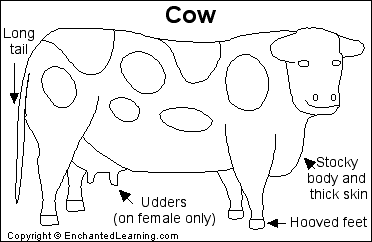 Cow
Long
tail
Stocky
body and
thick skin
Udders
(on female only)
Hooved feet
Copyright © EnchantedLearning.com